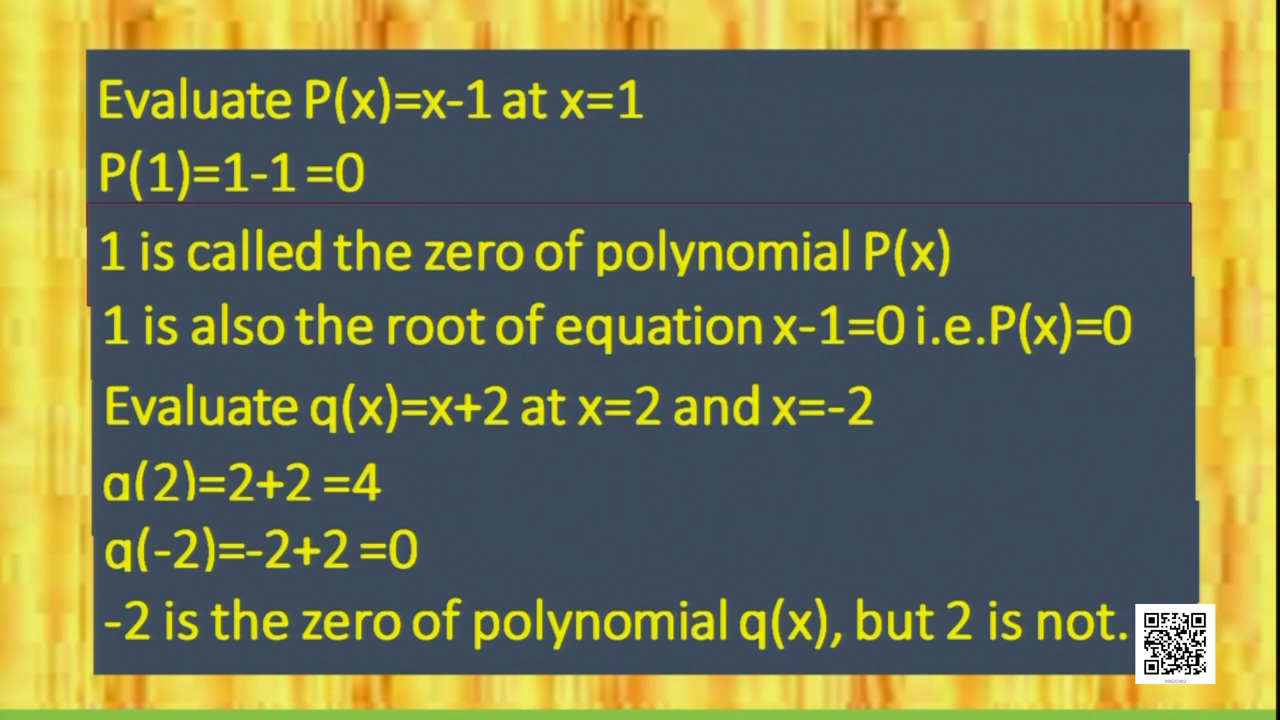 Evaluate P(x)=x-1 at x=1
P(1)=1-1 =0
1 is called the zero of polynomial P(x)
1 is also the root of equation x-1=0 i.e.P(x)=0
Evaluate q(x)=x+2 at x=2 and x=-2
q(2)=2+2 =4
q(-2)=-2+2 =0
-2 is the zero of polynomial q(x), but 2 is not.